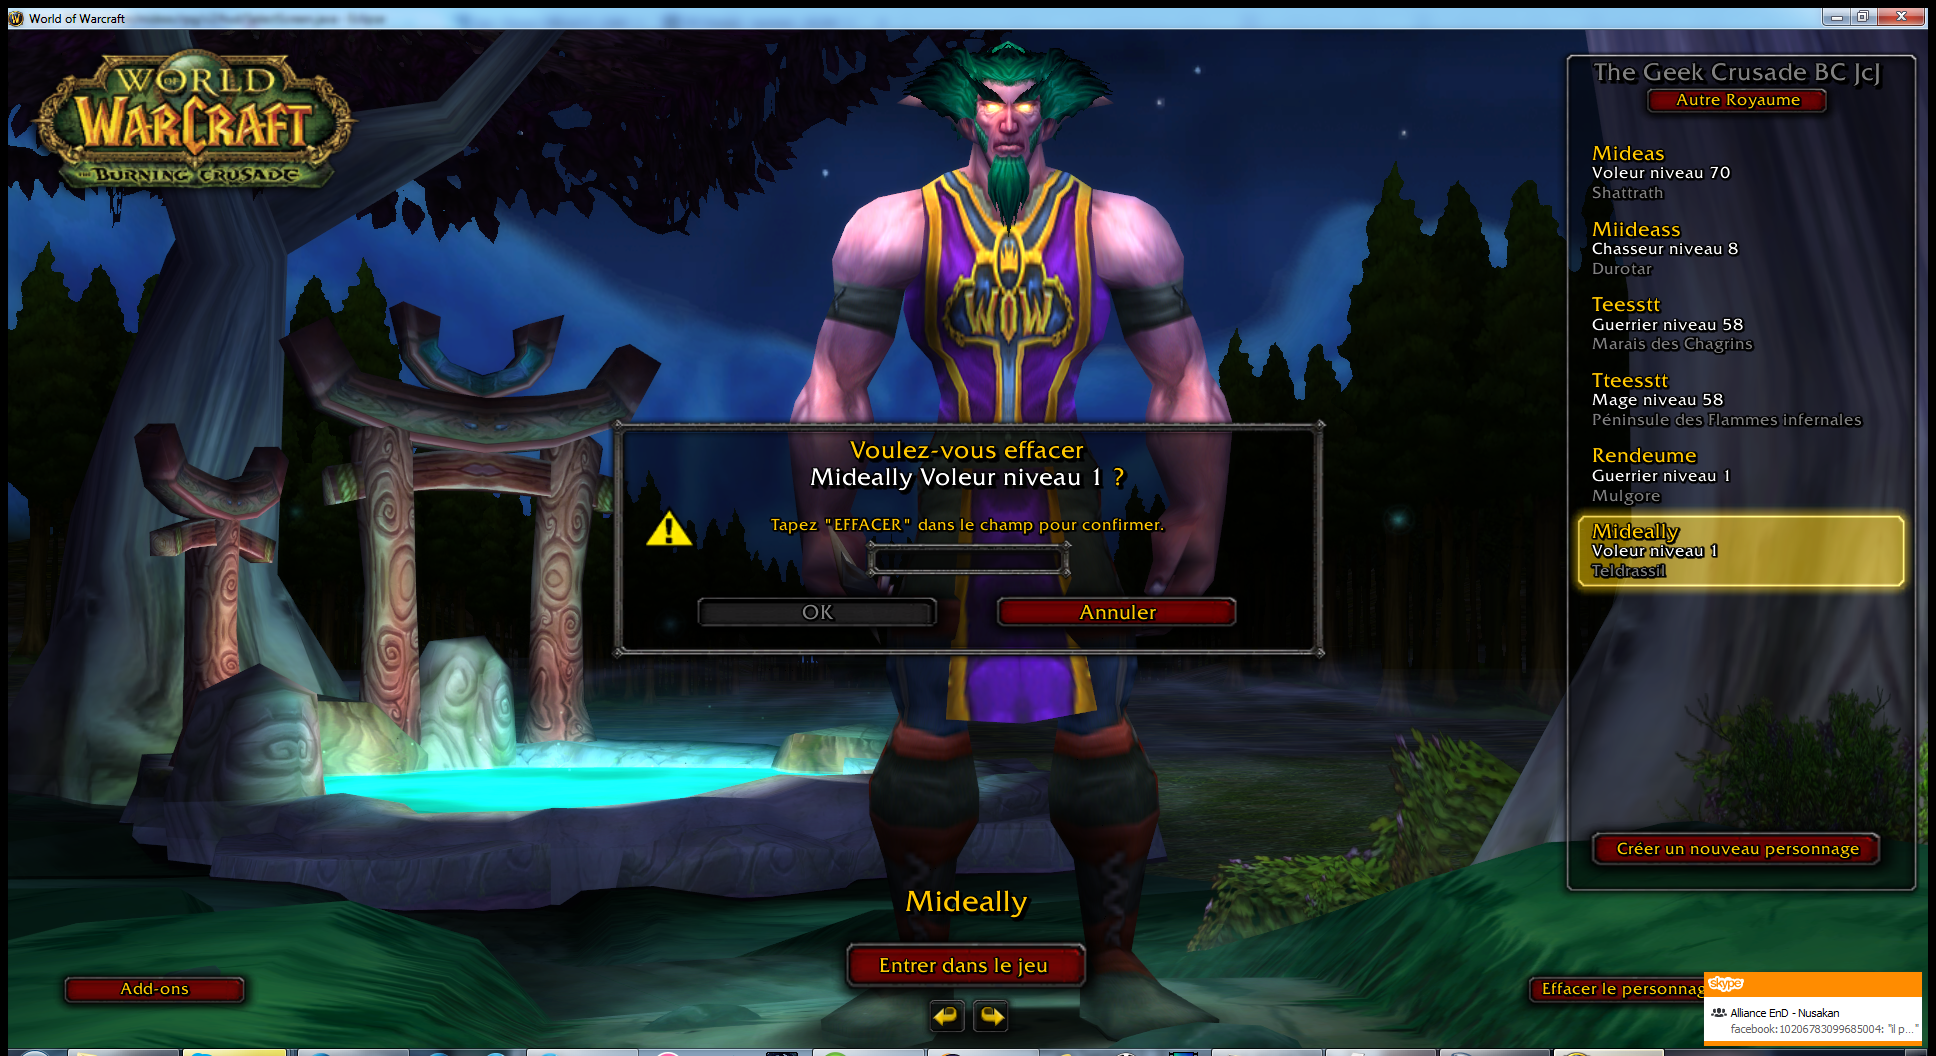 World of Warcraft
WORLD
OF
WARCRAFT
THE BURNING CRUSADE
The Geek Crusade BC JcJ
Autre Royaume
Mideas
Voleur niveau 70
Shattrath
Miideass
Chasseur niveau 8
Durotar
Teesstt
Guerrier niveau 58
Marais des Chagrins
Tteesstt
Mage niveau 58
Péninsule des Flammes infernales
Rendeume
Guerrier niveau 1
Mulgore
Mideally
Voleur niveau 1
Teldrassil
Créer un nouveau personnage
Voulez-vous effacer
Mideally Voleur niveau 1 ?
Tapez "EFFACER" dans le champ pour confirmer.
OK
Annuler
Mideally
Entrer dans le jeu
Add-ons
Effacer le personnag
skype
Alliance EnD - Nusakan
facebook:10206783099685004: "il p..."